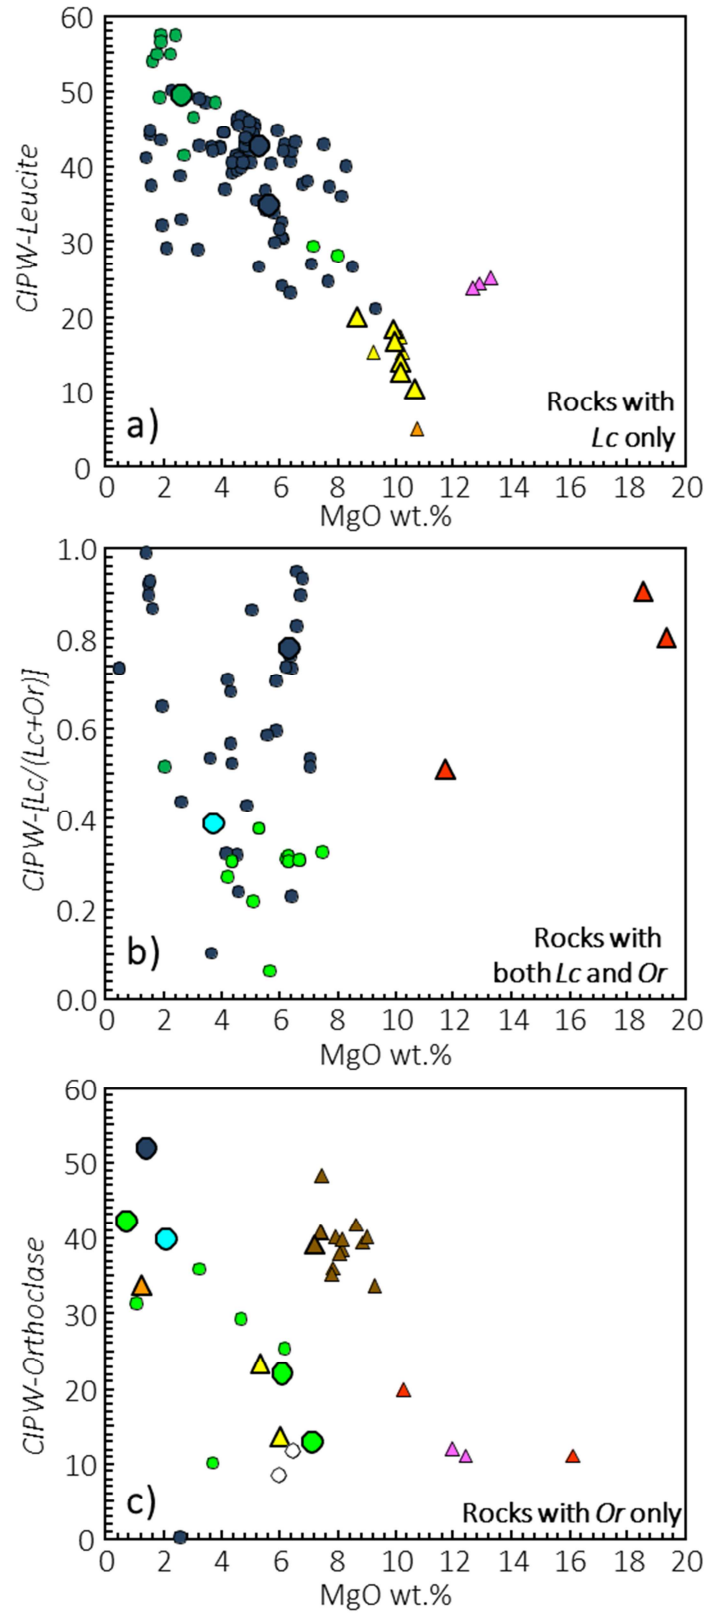 60
50
40
30
20
10
0
CIPW-Leucite
a)
Rocks with
Lc only
0 2 4 6 8 10 12 14 16 18 20
MgO wt.%
1.0
0.8
0.6
0.4
0.2
0.0
CIPW-[Lc/(Lc+Or)]
b)
Rocks with
both Lc and Or
0 2 4 6 8 10 12 14 16 18 20
MgO wt.%
60
50
40
30
20
10
0
CIPW-Orthoclase
c)
Rocks with Or only
0 2 4 6 8 10 12 14 16 18 20
MgO wt.%